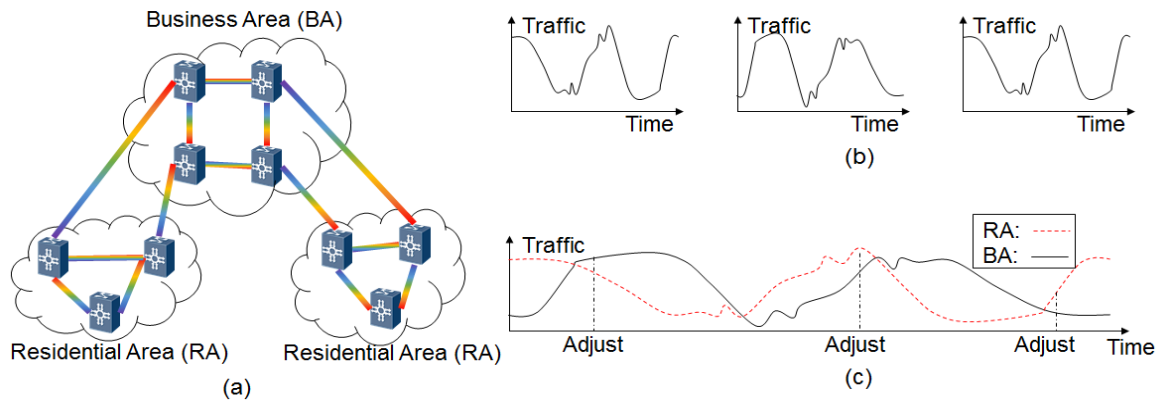 Business Area (BA)
Residential Area (RA)
Residential Area (RA)
(a)
Traffic
Time
Traffic
Time
Traffic
Time
(b)
Traffic
RA:
BA:
Adjust
Adjust
Adjust
Time
(c)